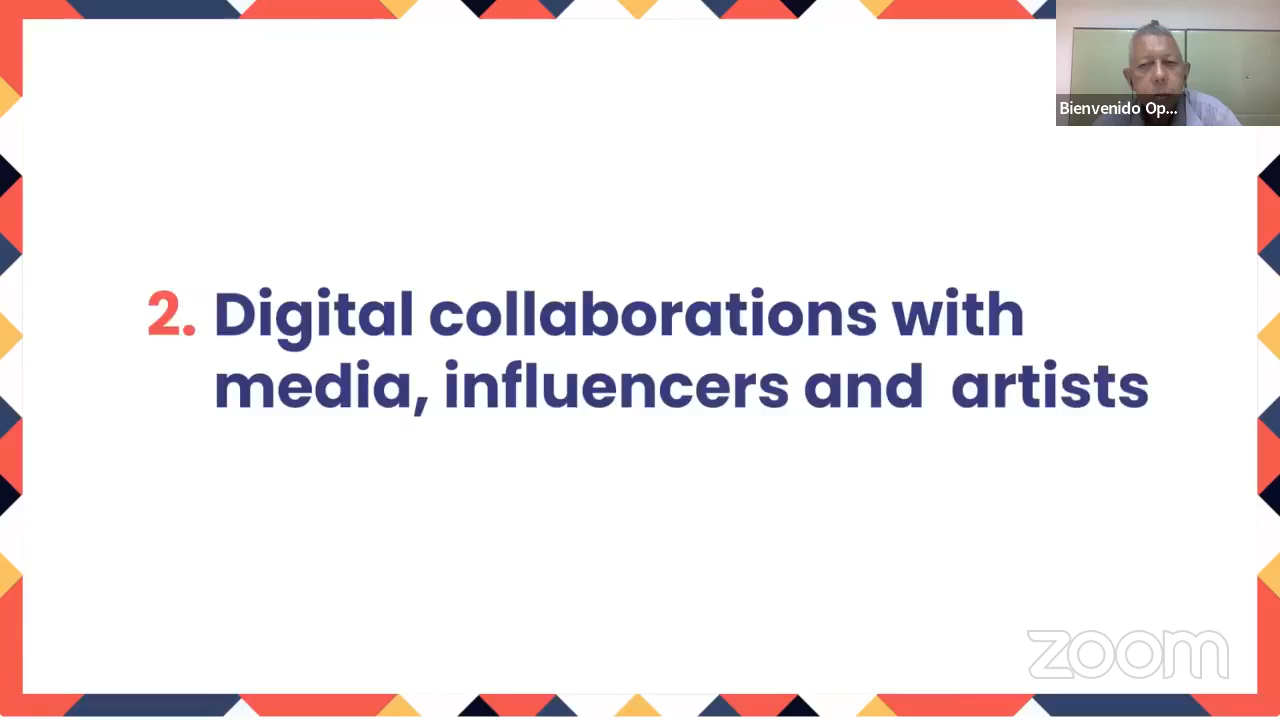 Bienvenido Op...
2. Digital collaborations with
media, influencers and artists
zoom